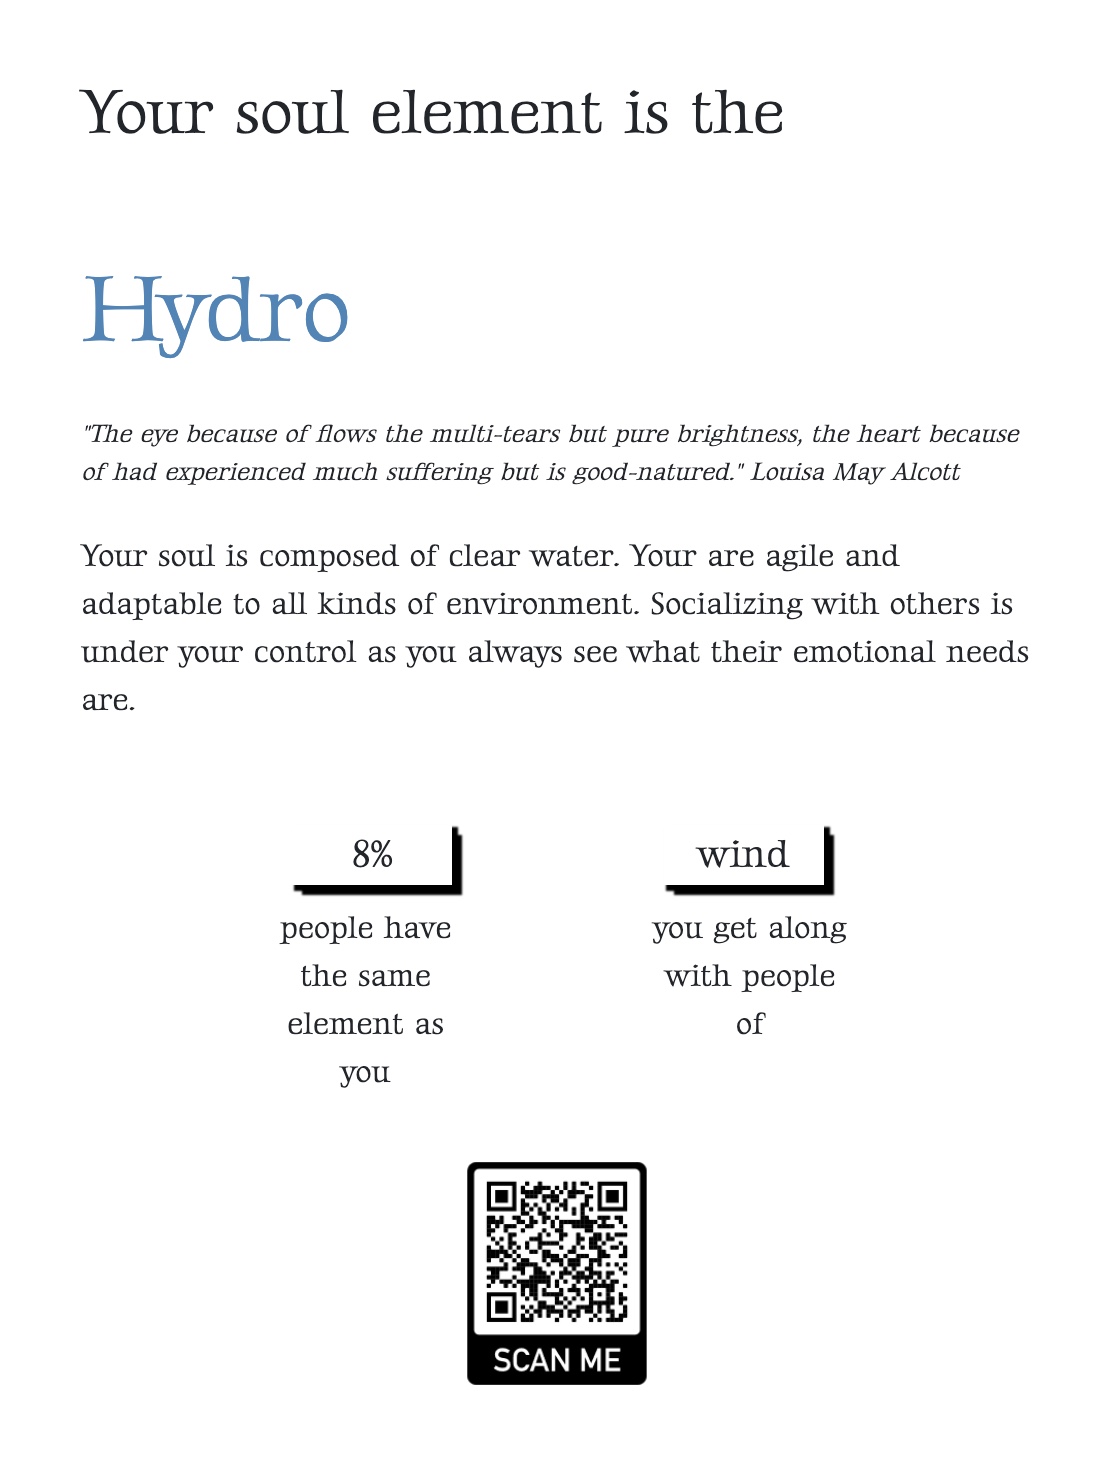 Your soul element is the
Hydro
"The eye because of flows the multi-tears but pure brightness, the heart because
of had experienced much suffering but is good-natured." Louisa May Alcott
Your soul is composed of clear water. Your are agile and
adaptable to all kinds of environment. Socializing with others is
under your control as you always see what their emotional needs
are.
8%
people have
the same
element as
you
wind
you get along
with people
of
SCAN ME